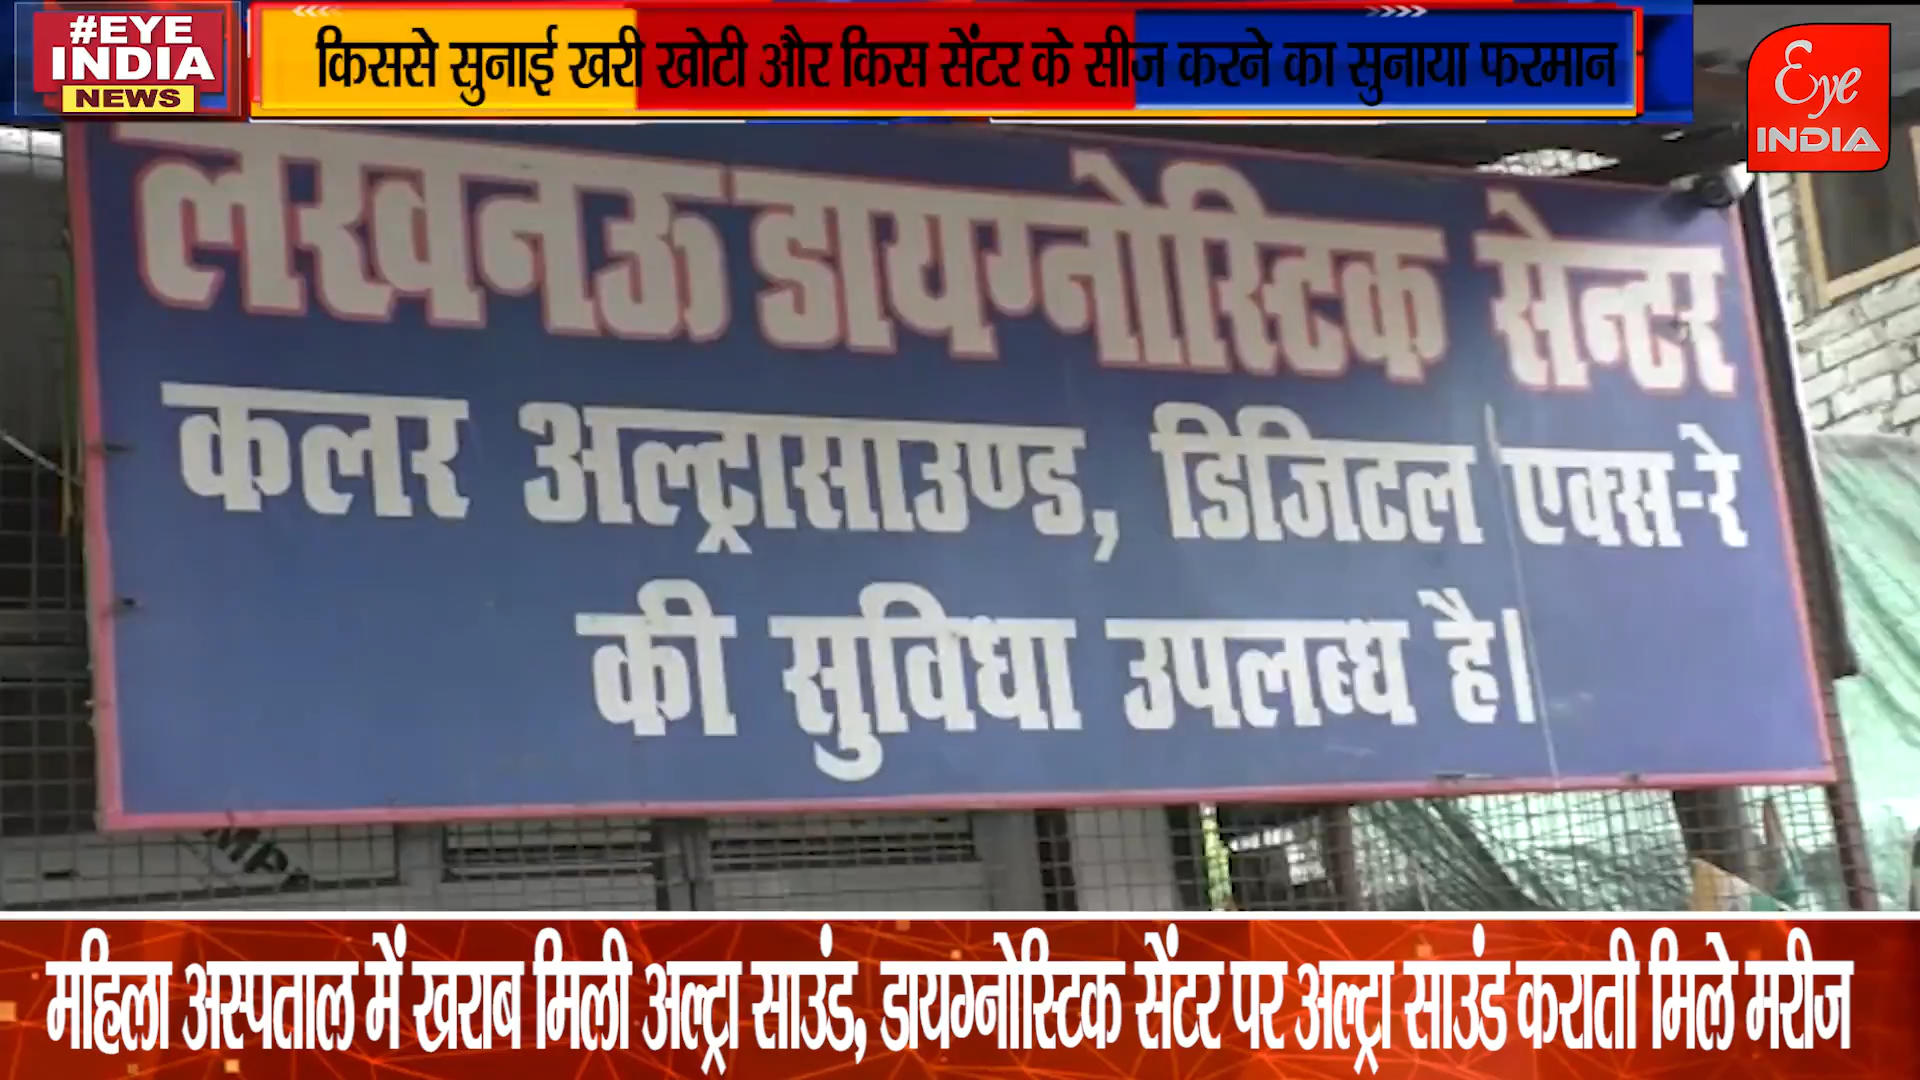 #EYE
INDIA
NEWS
किससे सुनाई खरी खोटी और किस सेंटर के सीज करने का सुनाया फरमान
Eye
INDIA
लखनऊ डायग्नोस्टिक सेन्टर
कलर अल्ट्रासाउण्ड, डिजिटल एक्स-रे
की सुविधा उपलब्ध है।
महिला अस्पताल में खराब मिली अल्ट्रा साउंड, डायग्नोस्टिक सेंटर पर अल्ट्रा साउंड कराती मिले मरीज